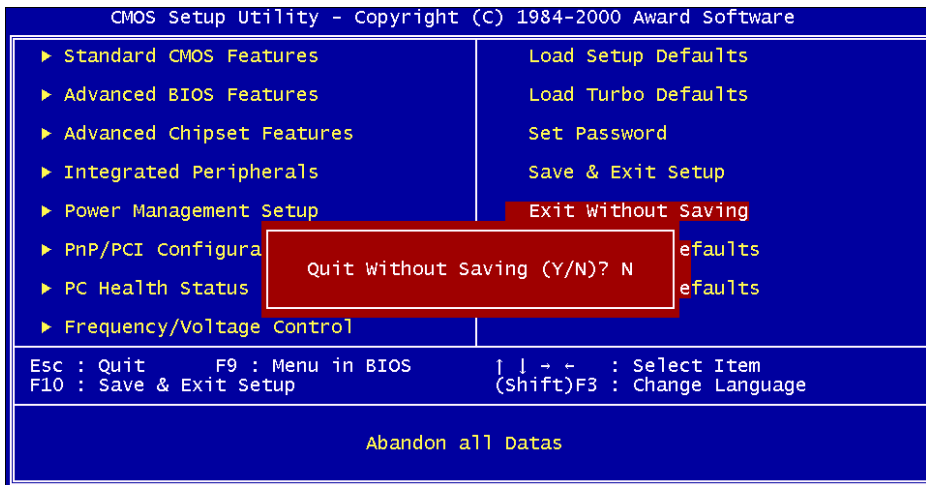 CMOS Setup Utility - Copyright (C) 1984-2000 Award Software
▶ Standard CMOS Features
▶ Advanced BIOS Features
▶ Advanced Chipset Features
▶ Integrated Peripherals
▶ Power Management Setup
▶ PnP/PCI Configura
▶ PC Health Status
▶ Frequency/Voltage Control
Load Setup Defaults
Load Turbo Defaults
Set Password
Save & Exit Setup
Exit Without Saving
efaults
efaults
Quit Without Saving (Y/N)? N
Esc : Quit F9 : Menu in BIOS ↑ ↓ → ← : Select Item
F10 : Save & Exit Setup (Shift)F3 : Change Language
Abandon all Datas